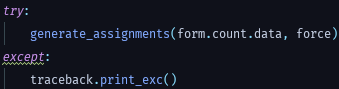 try:
    generate_assignments(form.count.data, force)
except:
    traceback.print_exc()